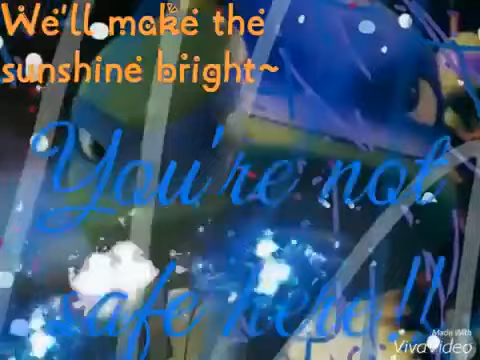 We'll make the
sunshine bright~
You're not
safe here!!
Made With
VivaVideo